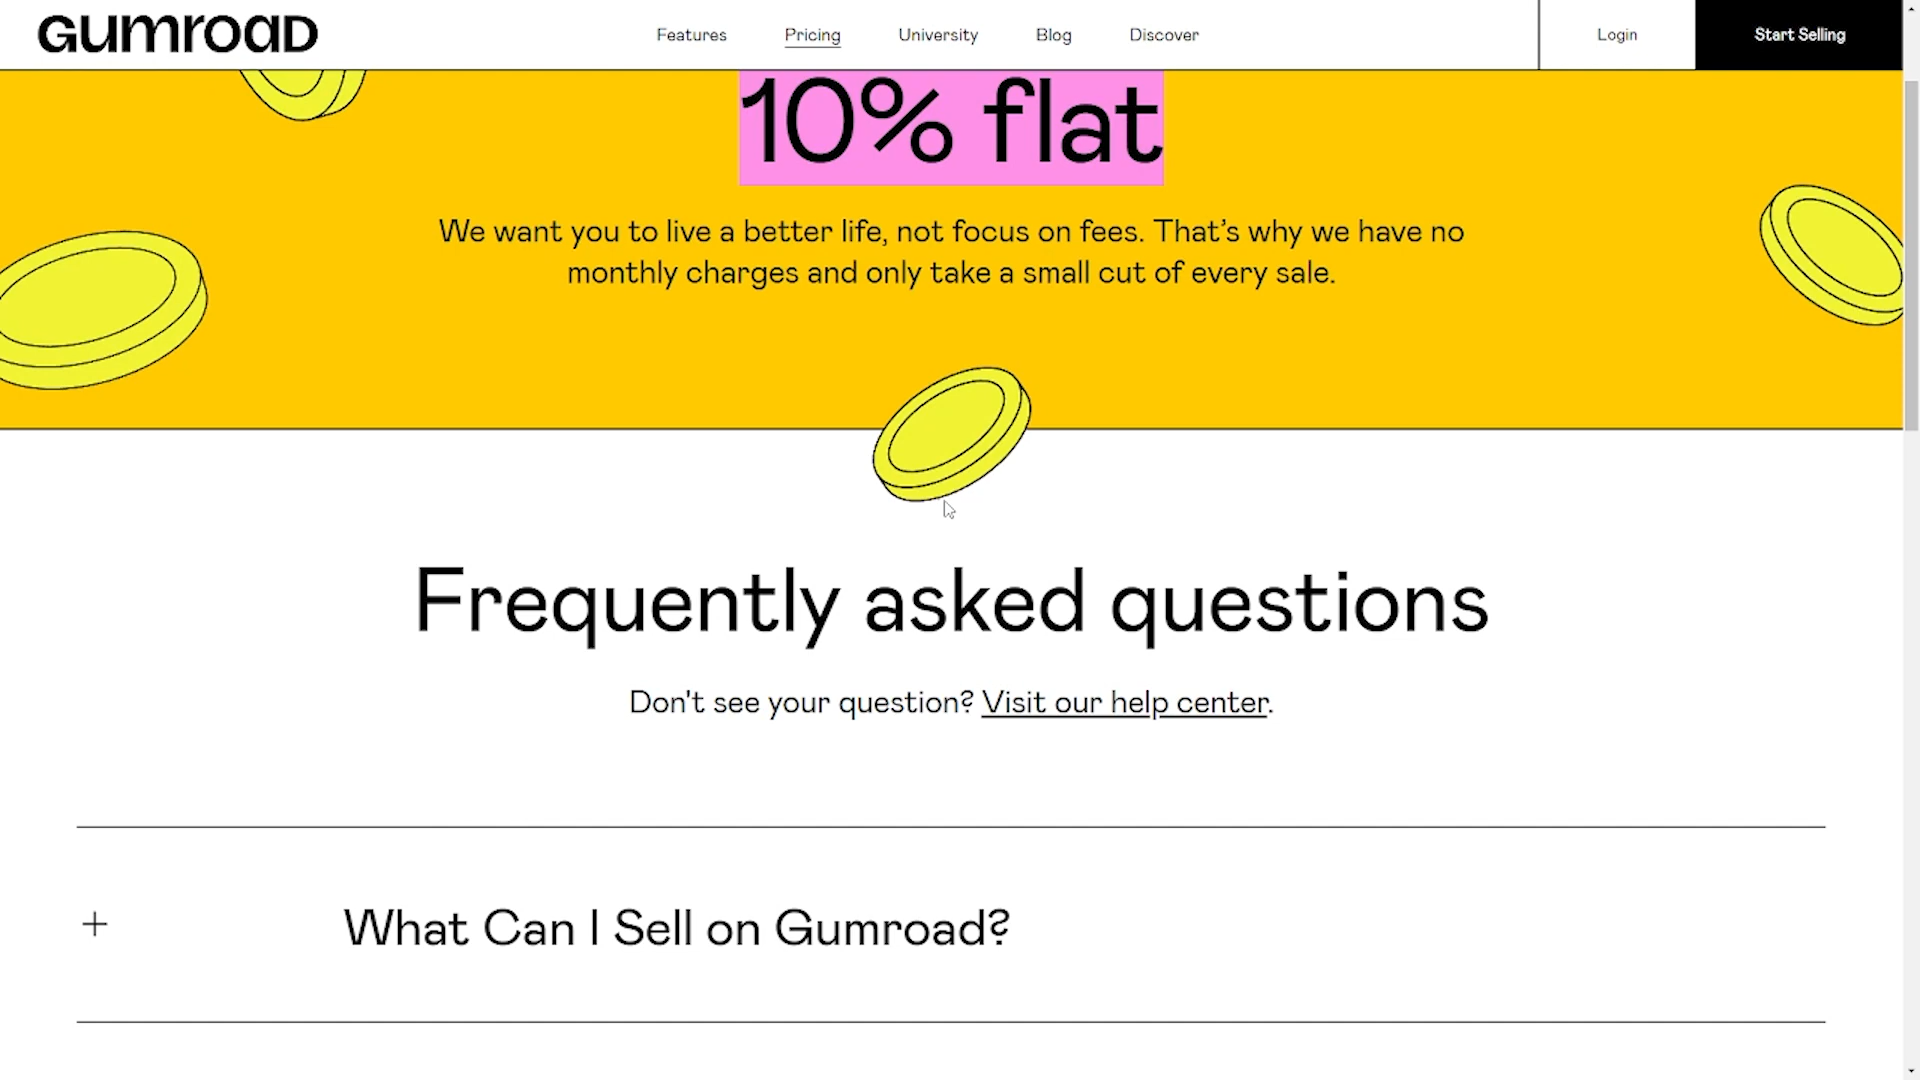 GUMROAD
Features
Pricing
University
Blog
Discover
Login
Start Selling
10% flat
We want you to live a better life, not focus on fees. That’s why we have no
monthly charges and only take a small cut of every sale.
Frequently asked questions
Don't see your question? Visit our help center.
What Can I Sell on Gumroad?